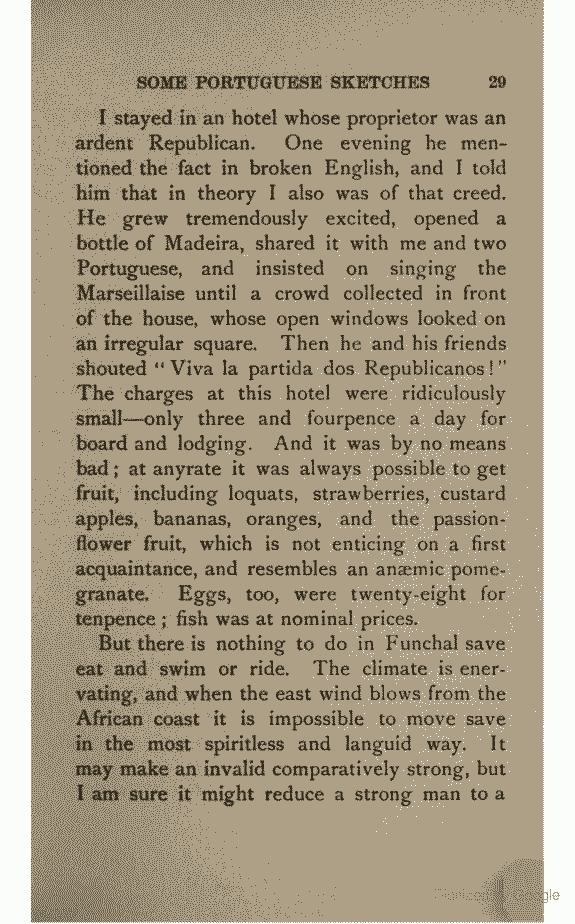 SOME PORTUGUESE SKETCHES 29
I stayed in an hotel whose proprietor was an
ardent Republican. One evening he men-
tioned the fact in broken English, and I told
him that in theory I also was of that creed.
He grew tremendously excited, opened a
bottle of Madeira, shared it with me and two
Portuguese, and insisted on singing the
Marseillaise until a crowd collected in front
of the house, whose open windows looked on
an irregular square. Then he and his friends
shouted "Viva la partida dos Republicanos!"
The charges at this hotel were ridiculously
small—only three and fourpence a day for
board and lodging. And it was by no means
bad; at anyrate it was always possible to get
fruit, including loquats, strawberries, custard
apples, bananas, oranges, and the passion-
flower fruit, which is not enticing on a first
acquaintance, and resembles an anæmic pome-
granate. Eggs, too, were twenty-eight for
tenpence; fish was at nominal prices.
But there is nothing to do in Funchal save
eat and swim or ride. The climate is ener-
vating, and when the east wind blows from the
African coast it is impossible to move save
in the most spiritless and languid way. It
may make an invalid comparatively strong, but
I am sure it might reduce a strong man to a
Google